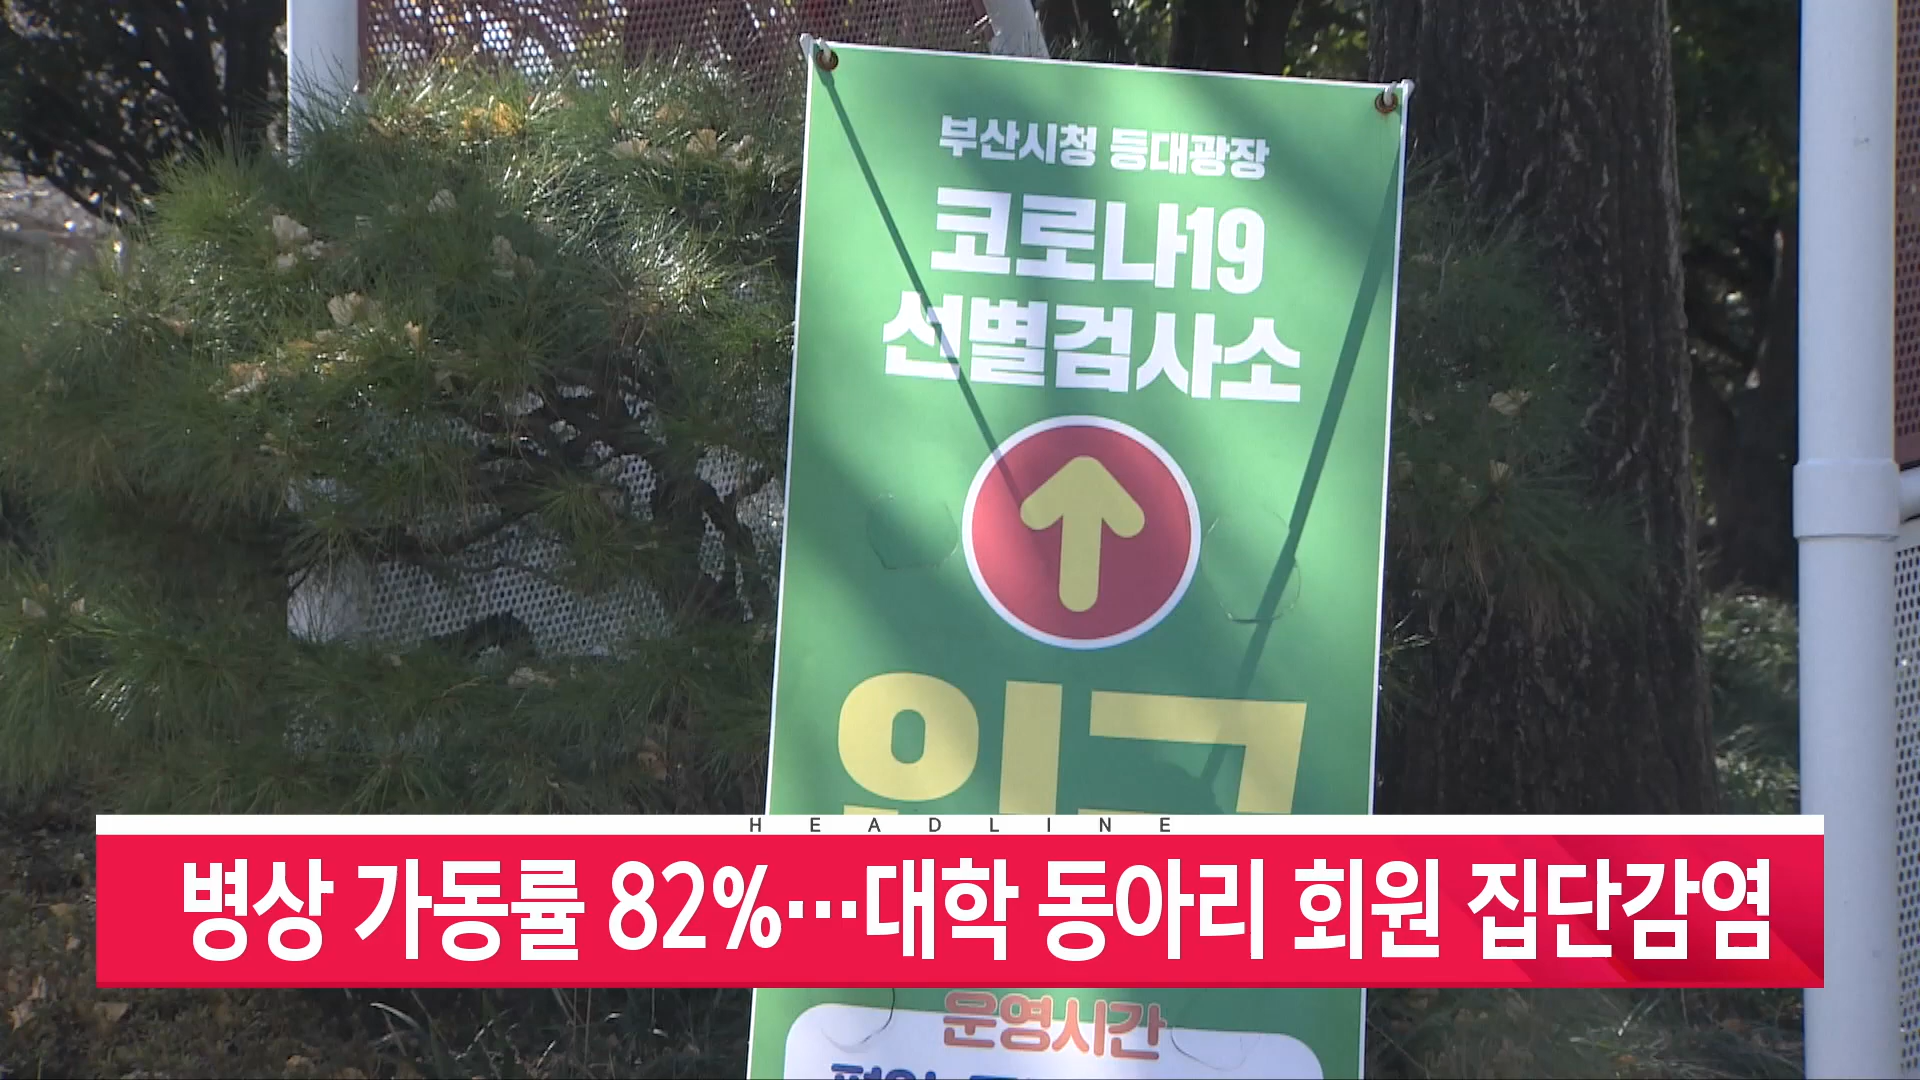 부산시청 등대광장
코로나19
선별검사소
HEADLINE
병상 가동률 82%…대학 동아리 회원 집단감염
운영시간